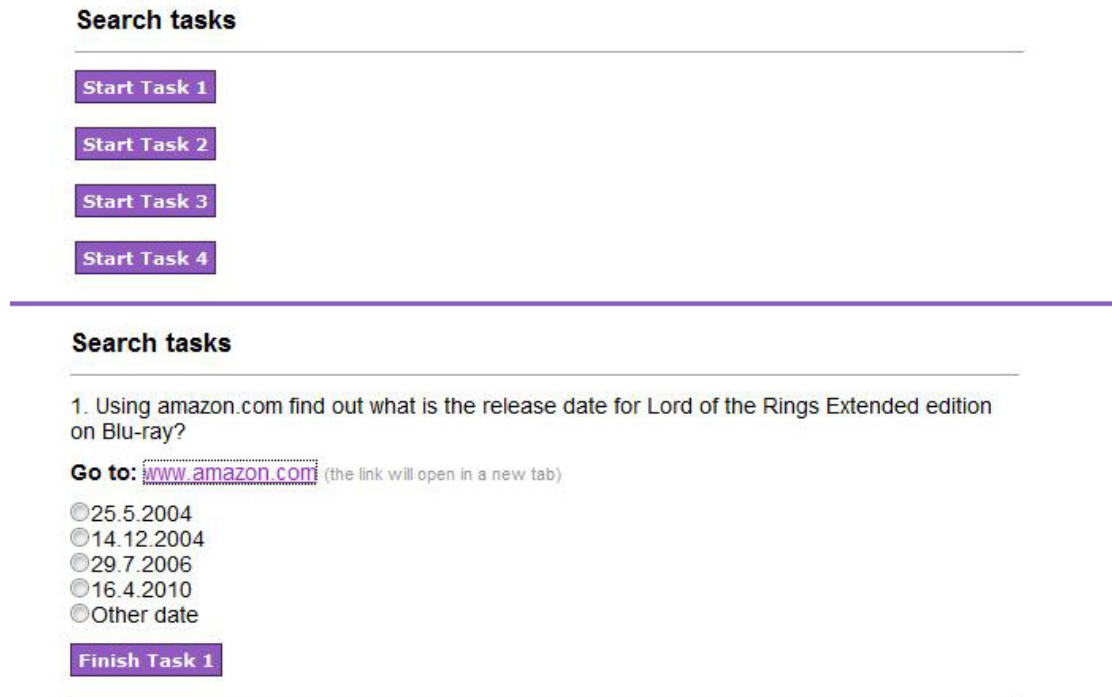 Search tasks
Start Task 1
Start Task 2
Start Task 3
Start Task 4
Search tasks
1. Using amazon.com find out what is the release date for Lord of the Rings Extended edition
on Blu-ray?
Go to: www.amazon.com (the link will open in a new tab)
25.5.2004
14.12.2004
29.7.2006
16.4.2010
Other date
Finish Task 1